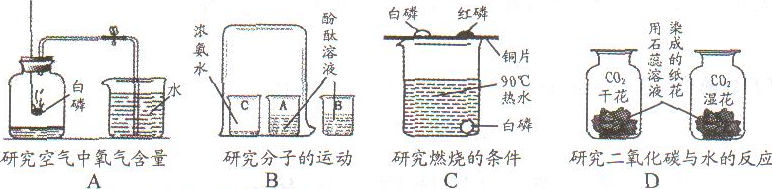 白磷
水
研究空气中氧气含量
A
浓氨水
酚酞溶液
C
A
B
研究分子的运动
B
白磷
红磷
铜片
90℃
热水
白磷
研究燃烧的条件
C
用石蕊溶液
染成的纸花
CO₂
干花
CO₂
湿花
研究二氧化碳与水的反应
D